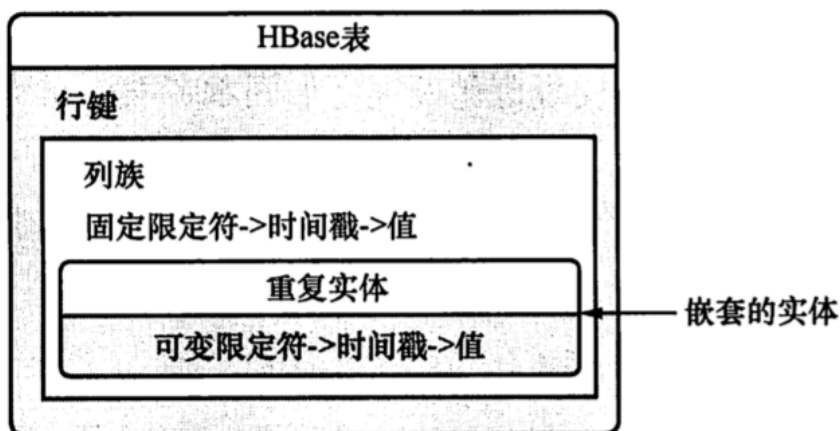 HBase表
行键
列族
固定限定符->时间戳->值
重复实体
嵌套的实体
可变限定符->时间戳->值